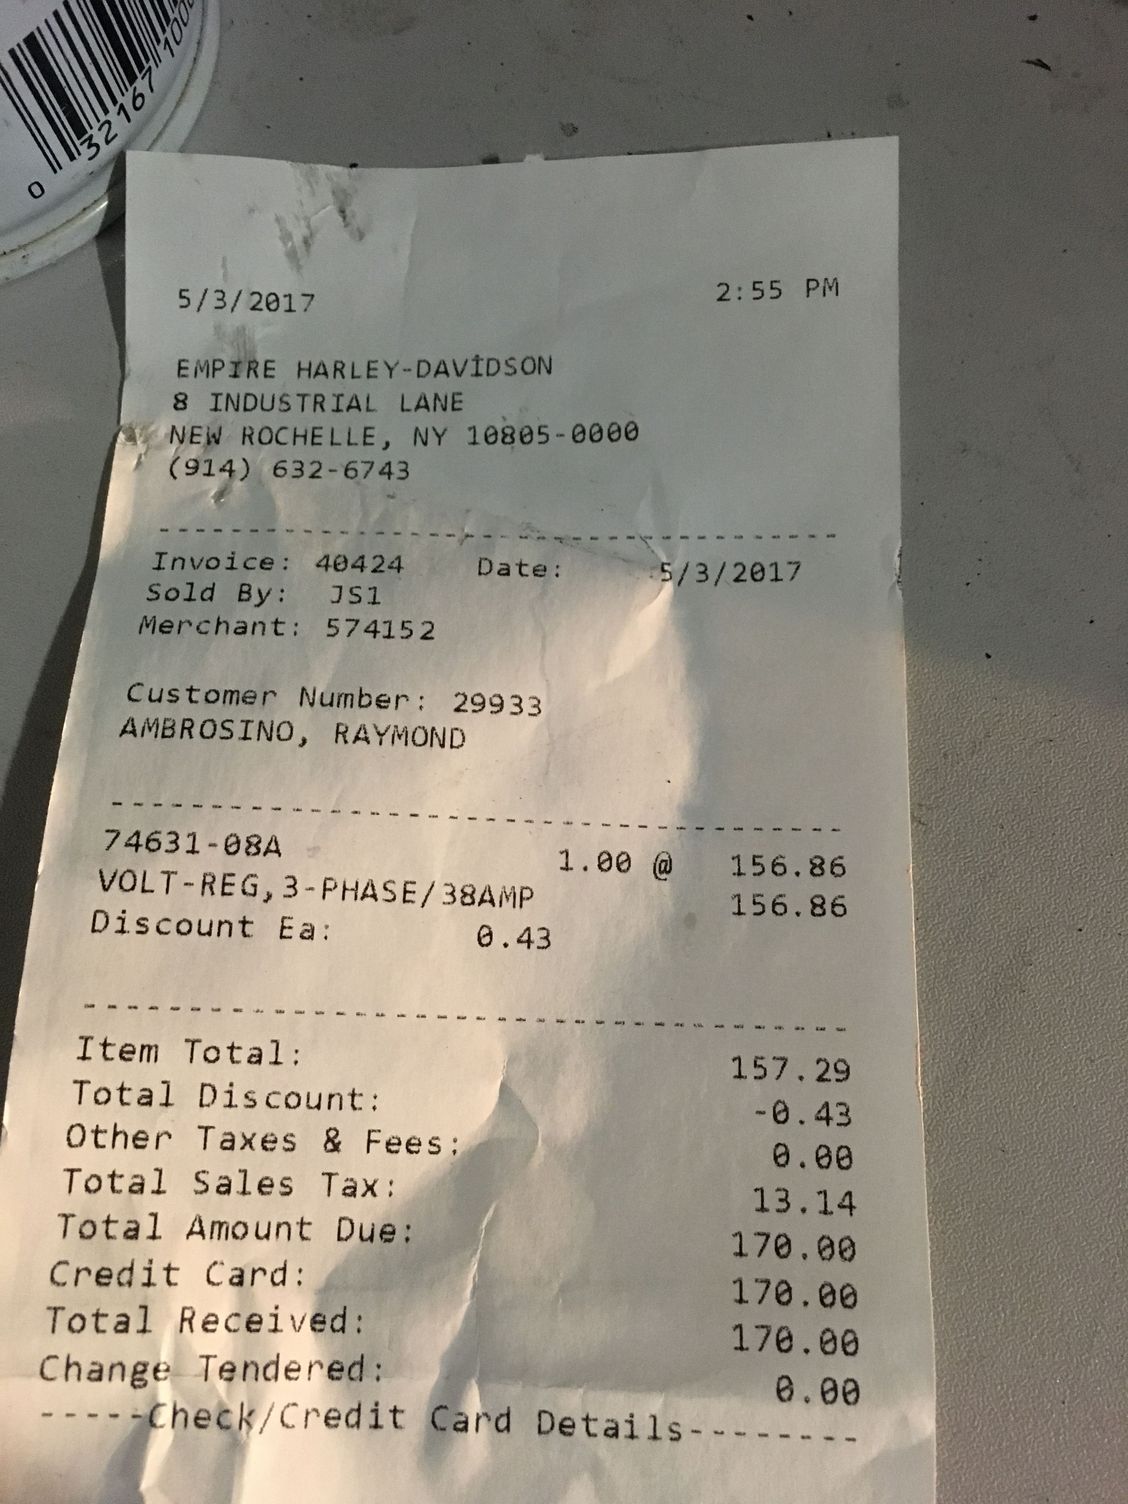 0 32167 100
5/3/2017 2:55 PM
EMPIRE HARLEY-DAVIDSON
8 INDUSTRIAL LANE
NEW ROCHELLE, NY 10805-0000
(914) 632-6743
--------------------------------------
Invoice: 40424 Date: 5/3/2017
Sold By: JS1
Merchant: 574152
Customer Number: 29933
AMBROSINO, RAYMOND
--------------------------------------
74631-08A 1.00 @ 156.86
VOLT-REG,3-PHASE/38AMP 156.86
Discount Ea: 0.43
--------------------------------------
Item Total: 157.29
Total Discount: -0.43
Other Taxes & Fees: 0.00
Total Sales Tax: 13.14
Total Amount Due: 170.00
Credit Card: 170.00
Total Received: 170.00
Change Tendered: 0.00
-----Check/Credit Card Details--------